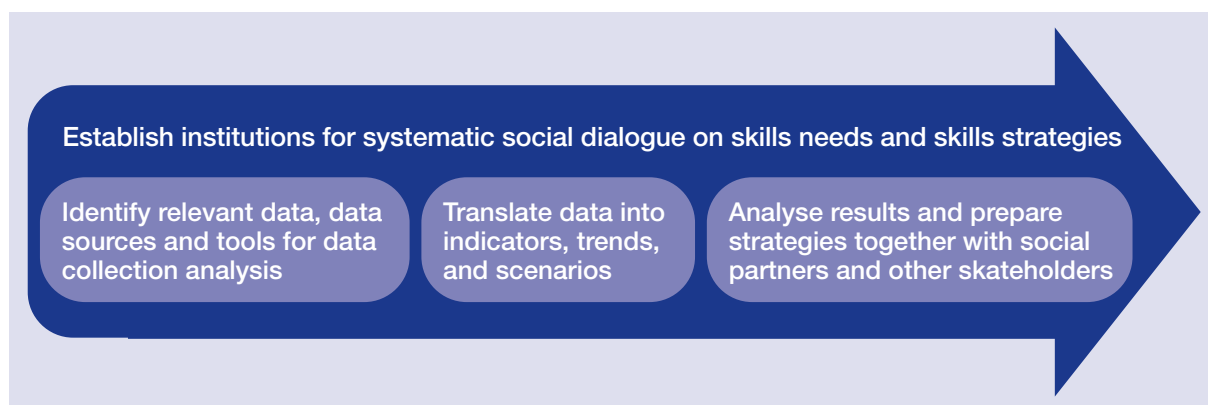 Establish institutions for systematic social dialogue on skills needs and skills strategies
Identify relevant data, data
sources and tools for data
collection analysis
Translate data into
indicators, trends,
and scenarios
Analyse results and prepare
strategies together with social
partners and other skateholders